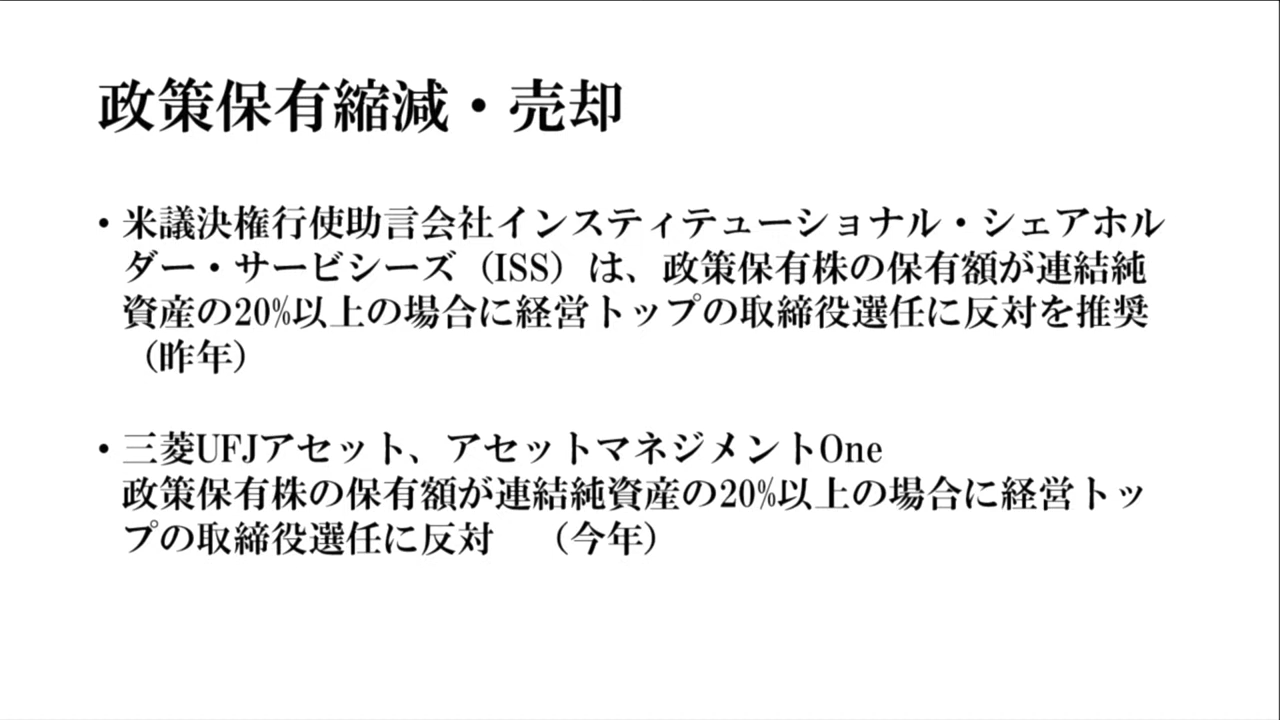 政策保有縮減・売却
• 米議決権行使助言会社インスティテューショナル・シェアホル
ダー・サービシーズ（ISS）は、政策保有株の保有額が連結純
資産の20%以上の場合に経営トップの取締役選任に反対を推奨
（昨年）
• 三菱UFJアセット、アセットマネジメントOne
政策保有株の保有額が連結純資産の20%以上の場合に経営トッ
プの取締役選任に反対　（今年）